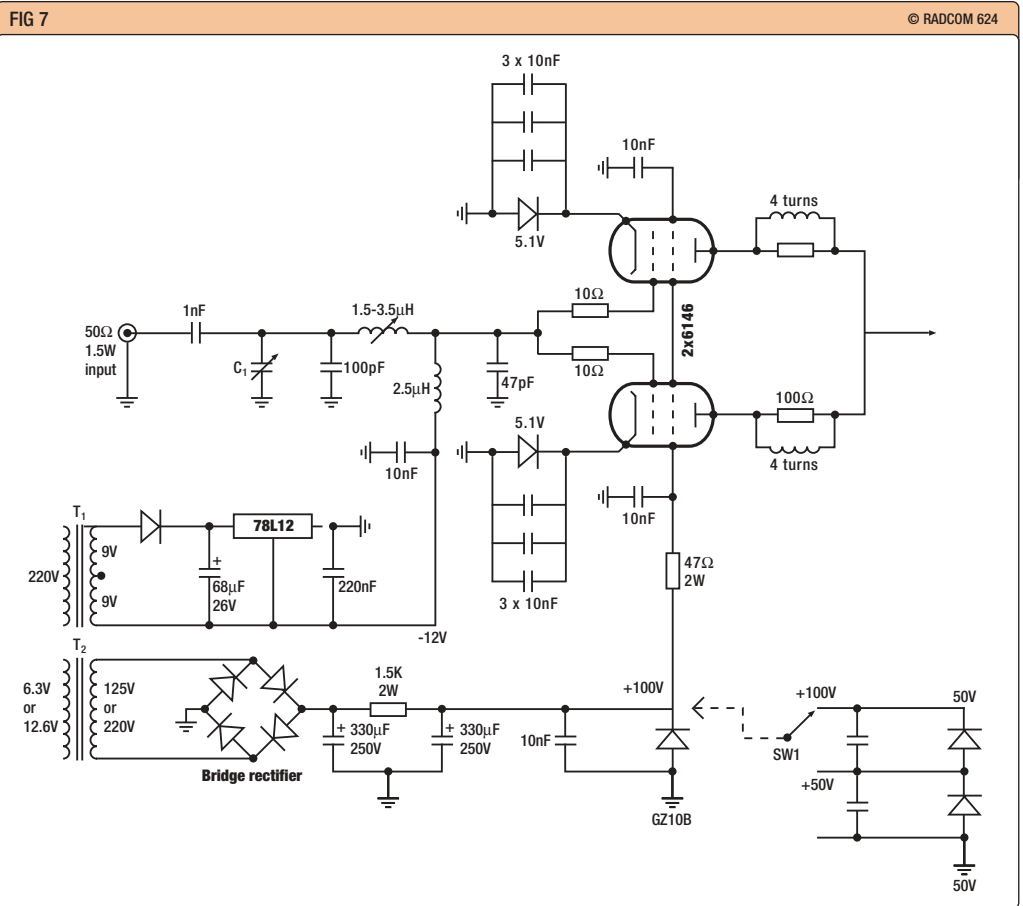 FIG 7
© RADCOM 624
3 x 10nF
10nF
4 turns
5.1V
10Ω
2x6146
1nF
1.5-3.5µH
50Ω
1.5W
input
C1
100pF
2.5µH
47pF
10Ω
100Ω
4 turns
5.1V
10nF
10nF
3 x 10nF
47Ω
2W
T1
220V
9V
9V
78L12
+
68µF
26V
220nF
-12V
T2
6.3V
or
12.6V
125V
or
220V
Bridge rectifier
1.5K
2W
+ 330µF
250V
+ 330µF
250V
10nF
+100V
GZ10B
SW1
+100V
50V
+50V
50V